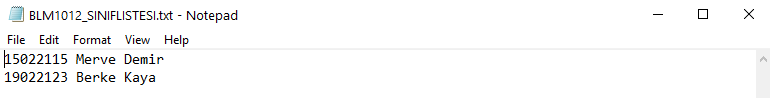 BLM1012_SINIFLISTESI.txt - Notepad
File Edit Format View Help
15022115 Merve Demir
19022123 Berke Kaya